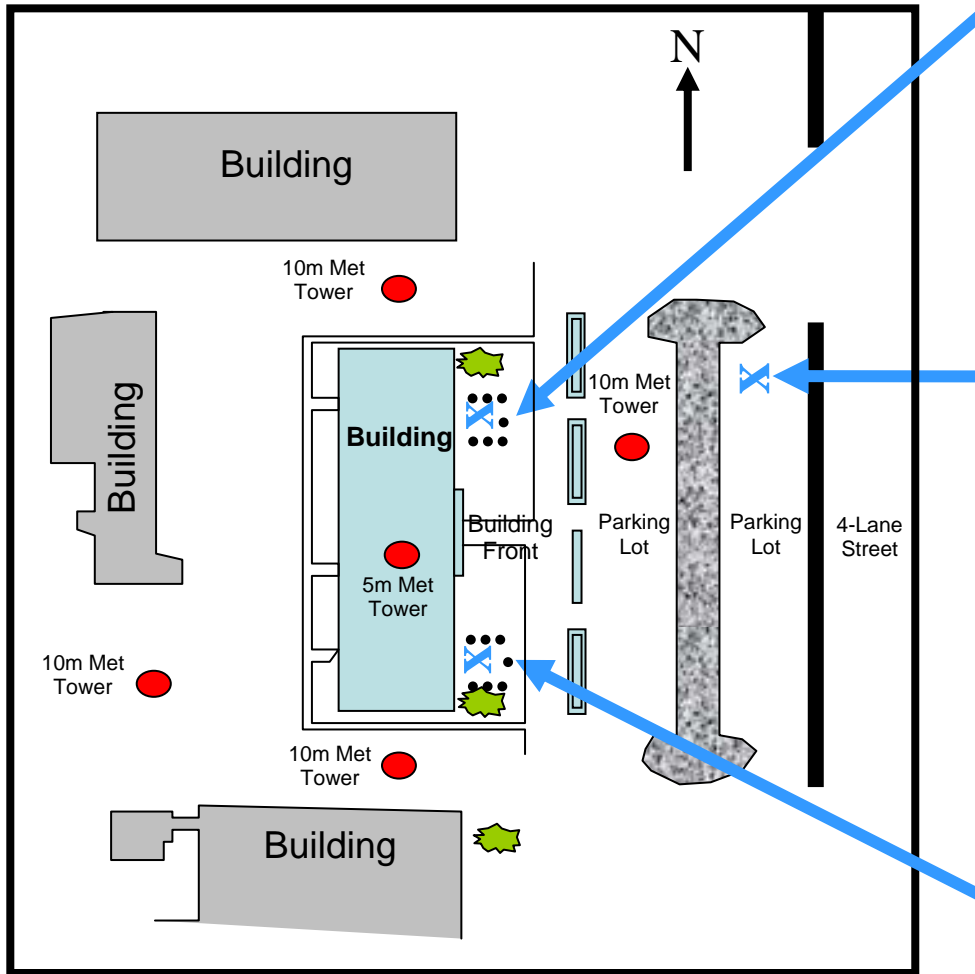 N
Building
10m Met
Tower
10m Met
Tower
Building
Building
Building
Front
Parking
Lot
Parking
Lot
4-Lane
Street
5m Met
Tower
10m Met
Tower
10m Met
Tower
Building